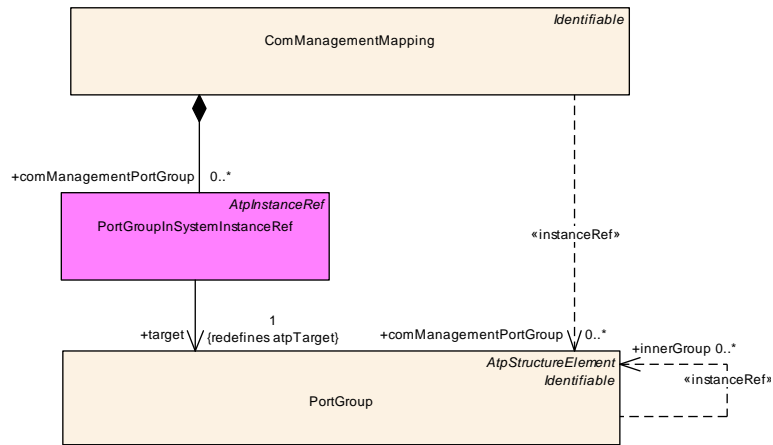 Identifiable
ComManagementMapping
+comManagementPortGroup 0..*
AtpInstanceRef
PortGroupInSystemInstanceRef
«instanceRef»
+target 1
{redefines atpTarget}
+comManagementPortGroup 0..*
+innerGroup 0..*
AtpStructureElement
Identifiable
«instanceRef»
PortGroup